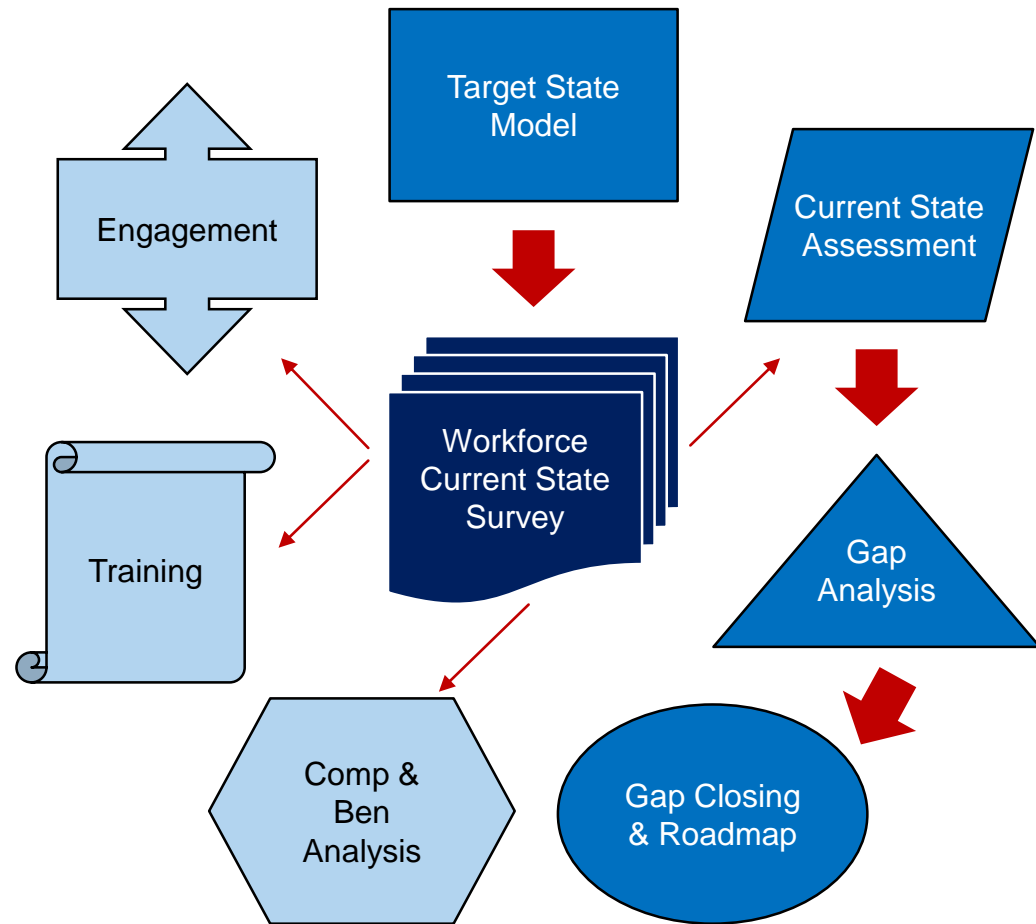 Target State
Model
Engagement
Current State
Assessment
Workforce
Current State
Survey
Training
Gap
Analysis
Comp &
Ben
Analysis
Gap Closing
& Roadmap